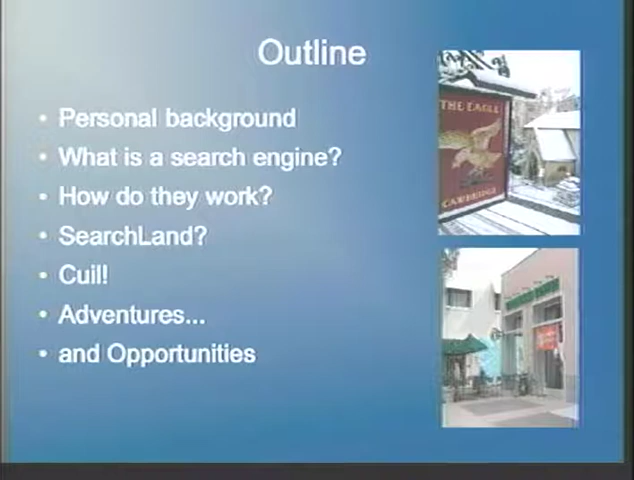 Outline
• Personal background
• What is a search engine?
• How do they work?
• SearchLand?
• Cuil!
• Adventures...
• and Opportunities
THE EAGLE
CAMBRIDGE